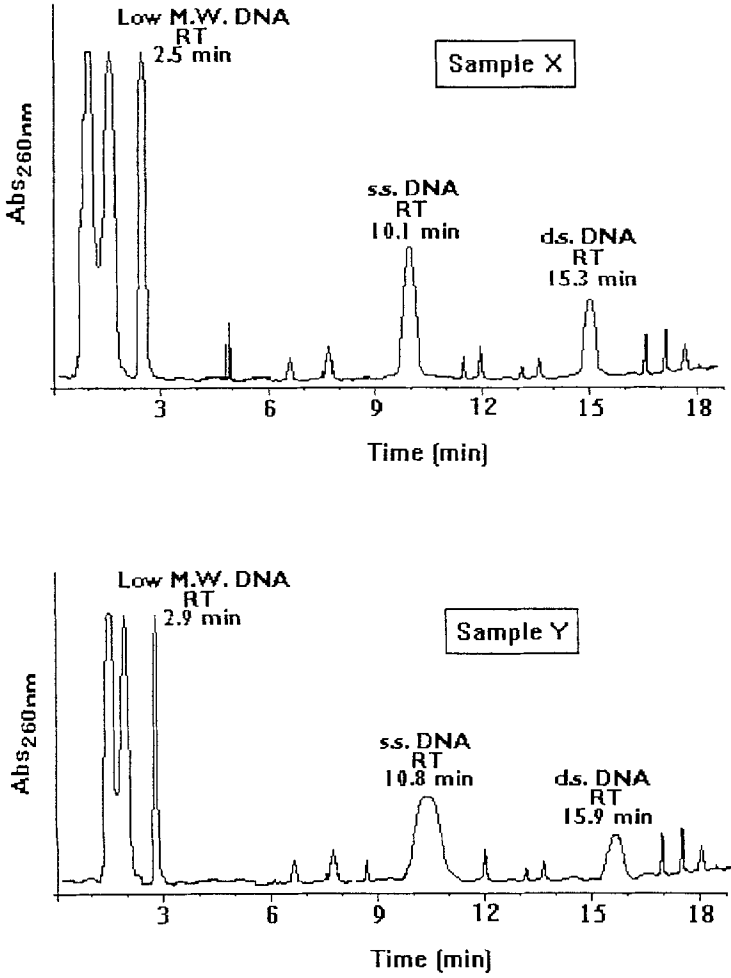 Low M.W. DNA
RT
2.5 min
Sample X
Abs260nm
s.s. DNA
RT
10.1 min
d.s. DNA
RT
15.3 min
3 6 9 12 15 18
Time (min)
Low M.W. DNA
RT
2.9 min
Sample Y
Abs260nm
s.s. DNA
RT
10.8 min
d.s. DNA
RT
15.9 min
3 6 9 12 15 18
Time (min)